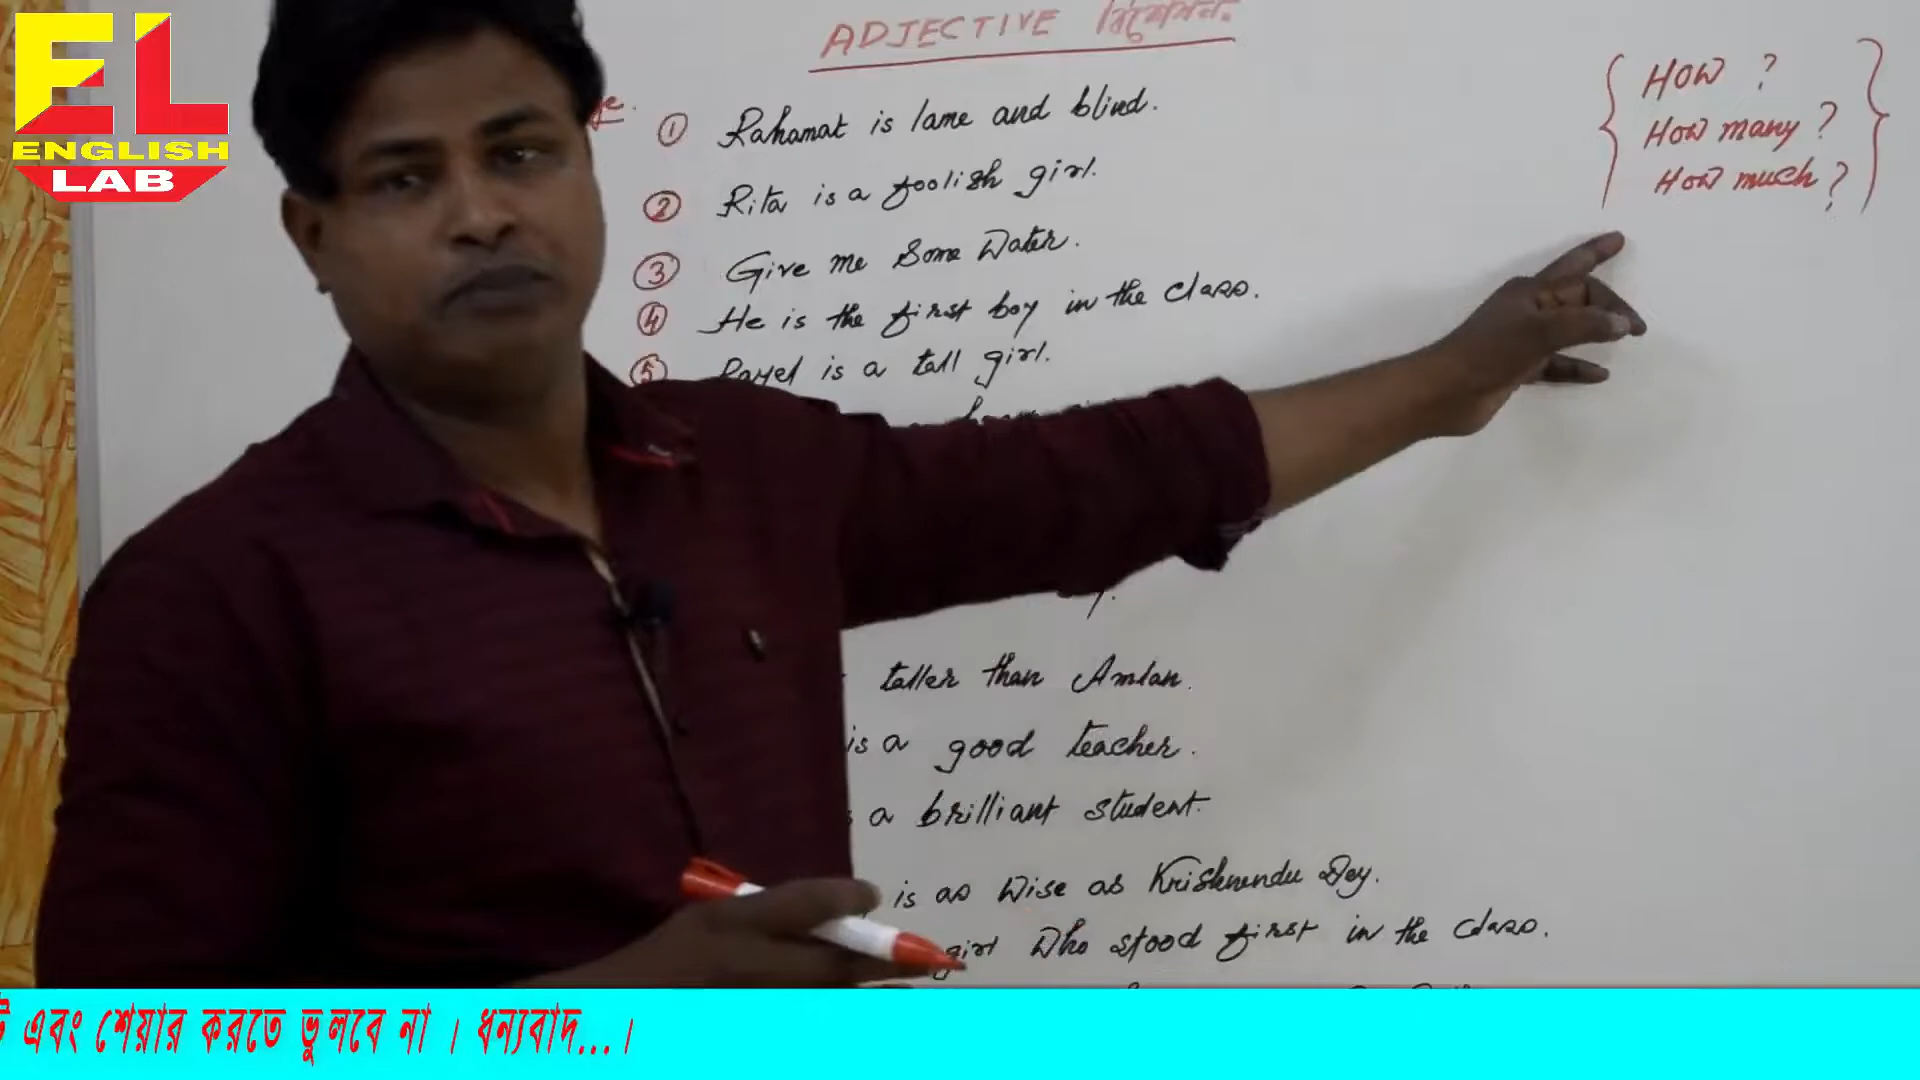 EL
ENGLISH
LAB
ADJECTIVE বিশেষণ.
① Rahamat is lame and blind.
② Rita is a foolish girl.
③ Give me Some Water.
④ He is the first boy in the class.
⑤ Payel is a tall girl.
HOW ?
HOW many ?
HOW much ?
taller than Amlan.
is a good teacher.
a brilliant student.
is as Wise as Krishnendu Dey.
girl Who stood first in the class.
এবং শেয়ার করতে ভুলবে না । ধন্যবাদ...।